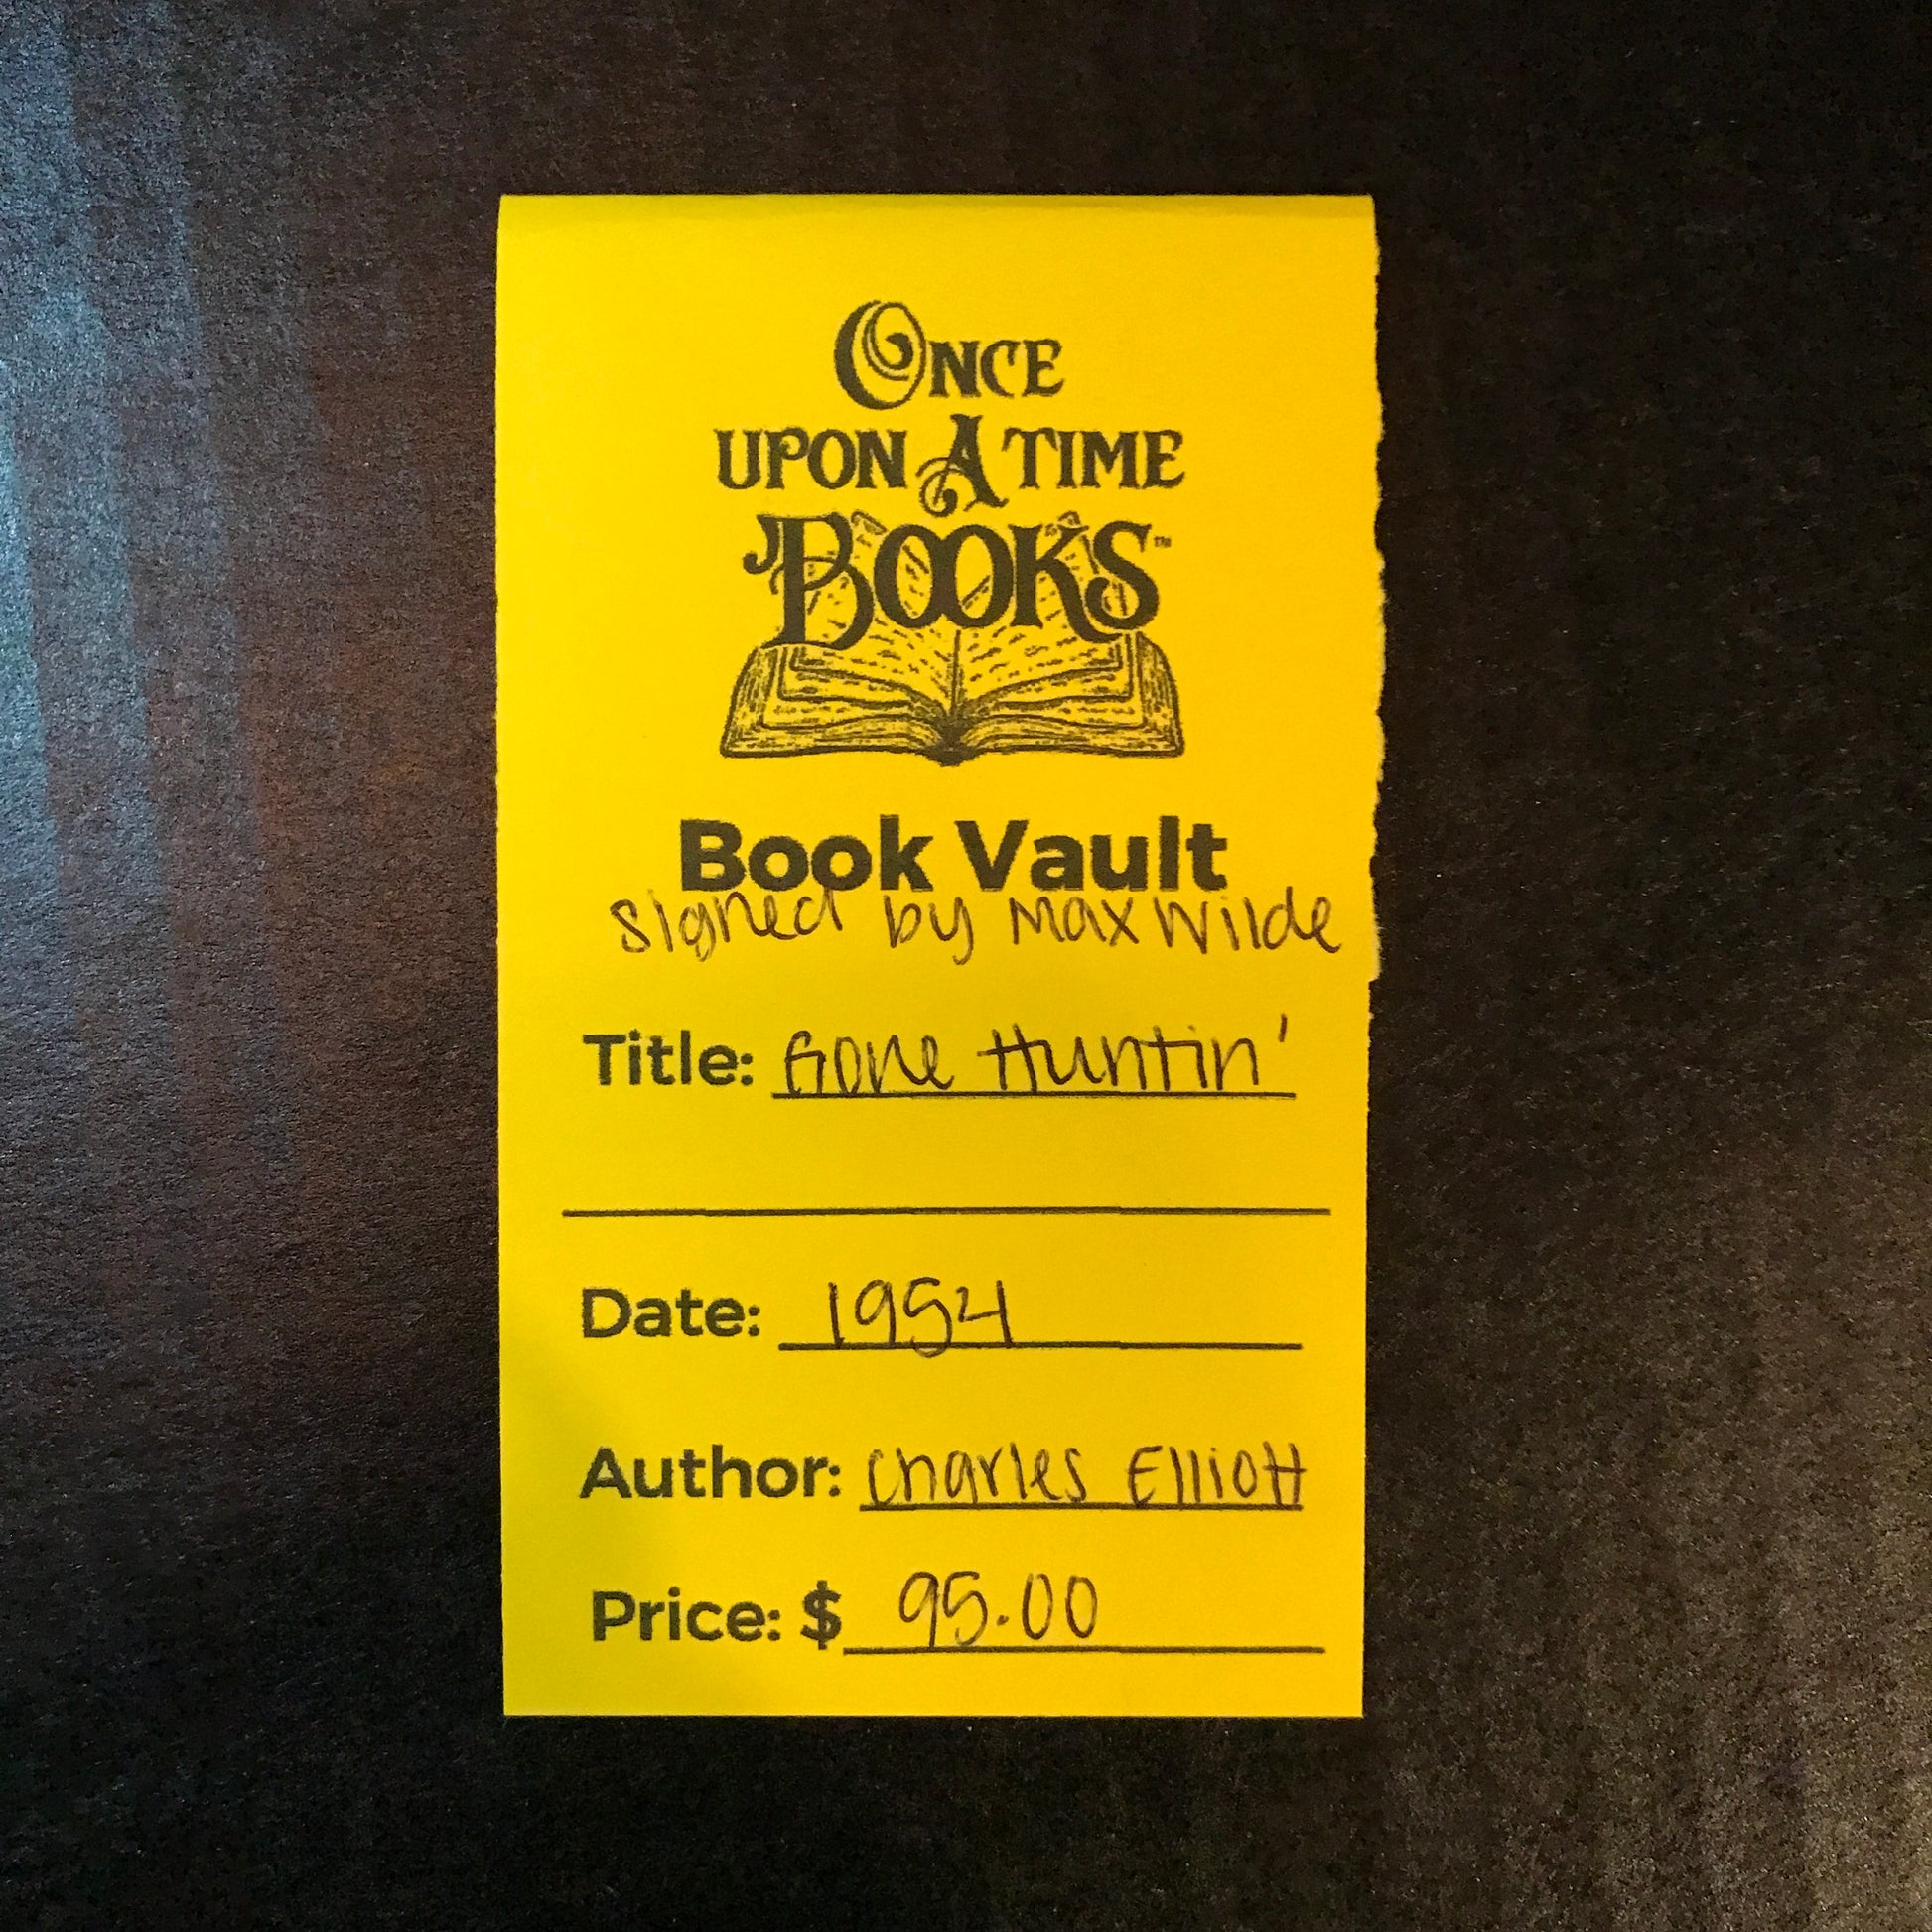 ONCE
UPON A TIME
BOOKS™
Book Vault
signed by Max Wilde
Title: Gone Huntin'
Date: 1954
Author: Charles Elliott
Price: $ 95.00